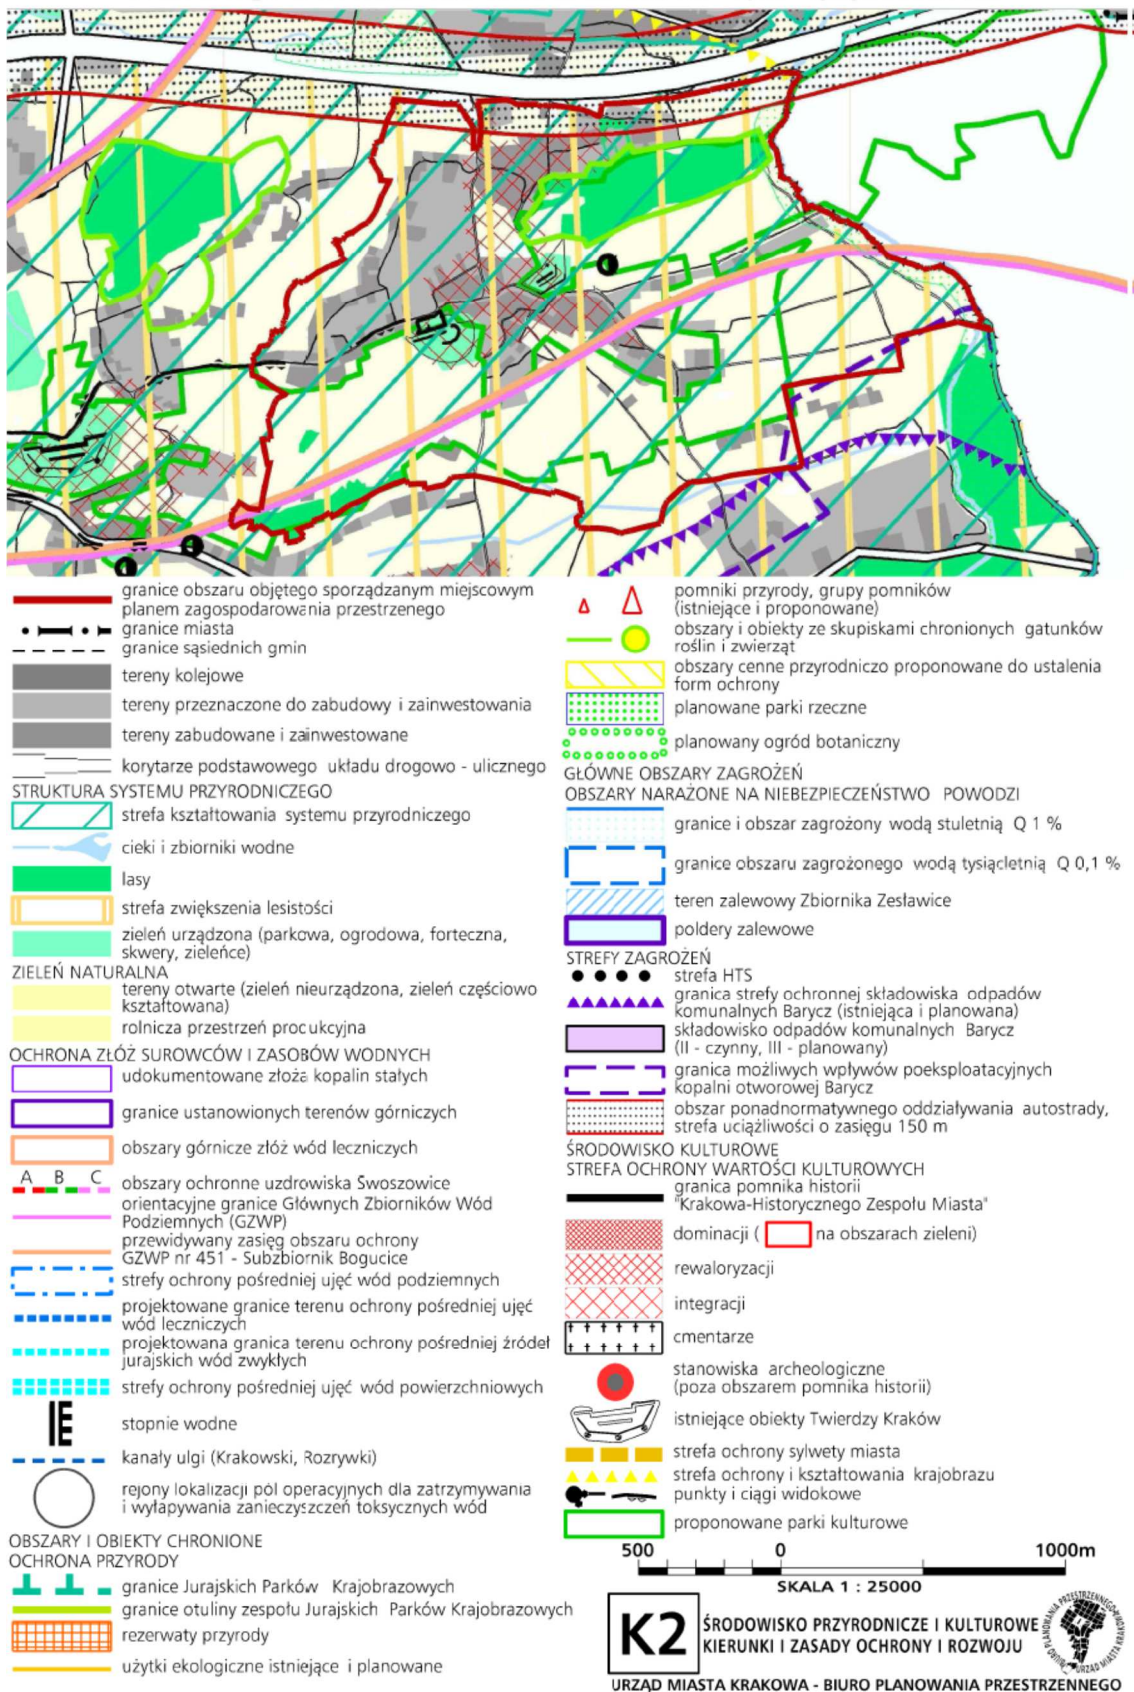 granice obszaru objętego sporządzanym miejscowym
planem zagospodarowania przestrzenego
granice miasta
granice sąsiednich gmin
tereny kolejowe
tereny przeznaczone do zabudowy i zainwestowania
tereny zabudowane i zainwestowane
korytarze podstawowego układu drogowo - ulicznego
STRUKTURA SYSTEMU PRZYRODNICZEGO
strefa kształtowania systemu przyrodniczego
cieki i zbiorniki wodne
lasy
strefa zwiększenia lesistości
zieleń urządzona (parkowa, ogrodowa, forteczna,
skwery, zieleńce)
ZIELEŃ NATURALNA
tereny otwarte (zieleń nieurządzona, zieleń częściowo
kształtowana)
rolnicza przestrzeń procukcyjna
OCHRONA ZŁÓŻ SUROWCÓW I ZASOBÓW WODNYCH
udokumentowane złoża kopalin stałych
granice ustanowionych terenów górniczych
obszary górnicze złóż wód leczniczych
A B C
obszary ochronne uzdrowiska Swoszowice
orientacyjne granice Głównych Zbiorników Wód
Podziemnych (GZWP)
przewidywany zasięg obszaru ochrony
GZWP nr 451 - Subzbiornik Bogucice
strefy ochrony pośredniej ujęć wód podziemnych
projektowane granice terenu ochrony pośredniej ujęć
wód leczniczych
projektowana granica terenu ochrony pośredniej źródeł
jurajskich wód zwykłych
strefy ochrony pośredniej ujęć wód powierzchniowych
stopnie wodne
kanały ulgi (Krakowski, Rozrywki)
rejony lokalizacji pól operacyjnych dla zatrzymywania
i wyłapywania zanieczyszczeń toksycznych wód
OBSZARY I OBIEKTY CHRONIONE
OCHRONA PRZYRODY
granice Jurajskich Parków Krajobrazowych
granice otuliny zespołu Jurajskich Parków Krajobrazowych
rezerwaty przyrody
użytki ekologiczne istniejące i planowane
pomniki przyrody, grupy pomników
(istniejące i proponowane)
obszary i obiekty ze skupiskami chronionych gatunków
roślin i zwierząt
obszary cenne przyrodniczo proponowane do ustalenia
form ochrony
planowane parki rzeczne
planowany ogród botaniczny
GŁÓWNE OBSZARY ZAGROŻEŃ
OBSZARY NARAŻONE NA NIEBEZPIECZEŃSTWO POWODZI
granice i obszar zagrożony wodą stuletnią Q 1 %
granice obszaru zagrożonego wodą tysiącletnią Q 0,1 %
teren zalewowy Zbiornika Zesławice
poldery zalewowe
STREFY ZAGROŻEŃ
strefa HTS
granica strefy ochronnej składowiska odpadów
komunalnych Barycz (istniejąca i planowana)
składowisko odpadów komunalnych Barycz
(II - czynny, III - planowany)
granica możliwych wpływów poeksploatacyjnych
kopalni otworowej Barycz
obszar ponadnormatywnego oddziaływania autostrady,
strefa uciążliwości o zasięgu 150 m
ŚRODOWISKO KULTUROWE
STREFA OCHRONY WARTOŚCI KULTUROWYCH
granica pomnika historii
"Krakowa-Historycznego Zespołu Miasta"
dominacji ( na obszarach zieleni)
rewaloryzacji
integracji
cmentarze
stanowiska archeologiczne
(poza obszarem pomnika historii)
istniejące obiekty Twierdzy Kraków
strefa ochrony sylwety miasta
strefa ochrony i kształtowania krajobrazu
punkty i ciągi widokowe
proponowane parki kulturowe
500 0 1000m
SKALA 1 : 25000
K2
ŚRODOWISKO PRZYRODNICZE I KULTUROWE
KIERUNKI I ZASADY OCHRONY I ROZWOJU
BIURO PLANOWANIA PRZESTRZENNEGO URZĄD MIASTA KRAKOWA
URZĄD MIASTA KRAKOWA - BIURO PLANOWANIA PRZESTRZENNEGO